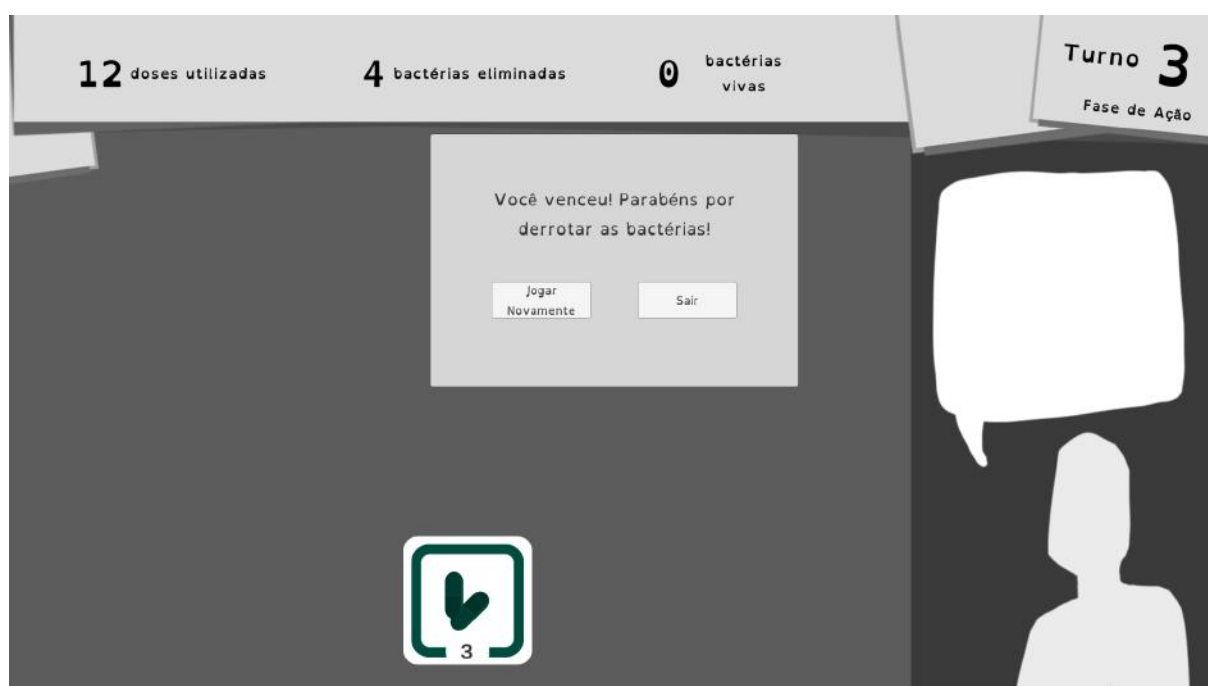 12 doses utilizadas
4 bactérias eliminadas
0 bactérias
vivas
Turno 3
Fase de Ação
Você venceu! Parabéns por
derrotar as bactérias!
Jogar
Novamente
Sair
3